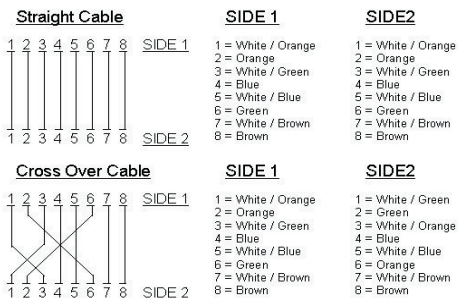 Straight Cable
1 2 3 4 5 6 7 8 SIDE 1
1 2 3 4 5 6 7 8 SIDE 2
SIDE 1
1 = White / Orange
2 = Orange
3 = White / Green
4 = Blue
5 = White / Blue
6 = Green
7 = White / Brown
8 = Brown
SIDE2
1 = White / Orange
2 = Orange
3 = White / Green
4 = Blue
5 = White / Blue
6 = Green
7 = White / Brown
8 = Brown
Cross Over Cable
1 2 3 4 5 6 7 8 SIDE 1
1 2 3 4 5 6 7 8 SIDE 2
SIDE 1
1 = White / Orange
2 = Orange
3 = White / Green
4 = Blue
5 = White / Blue
6 = Green
7 = White / Brown
8 = Brown
SIDE2
1 = White / Green
2 = Green
3 = White / Orange
4 = Blue
5 = White / Blue
6 = Orange
7 = White / Brown
8 = Brown